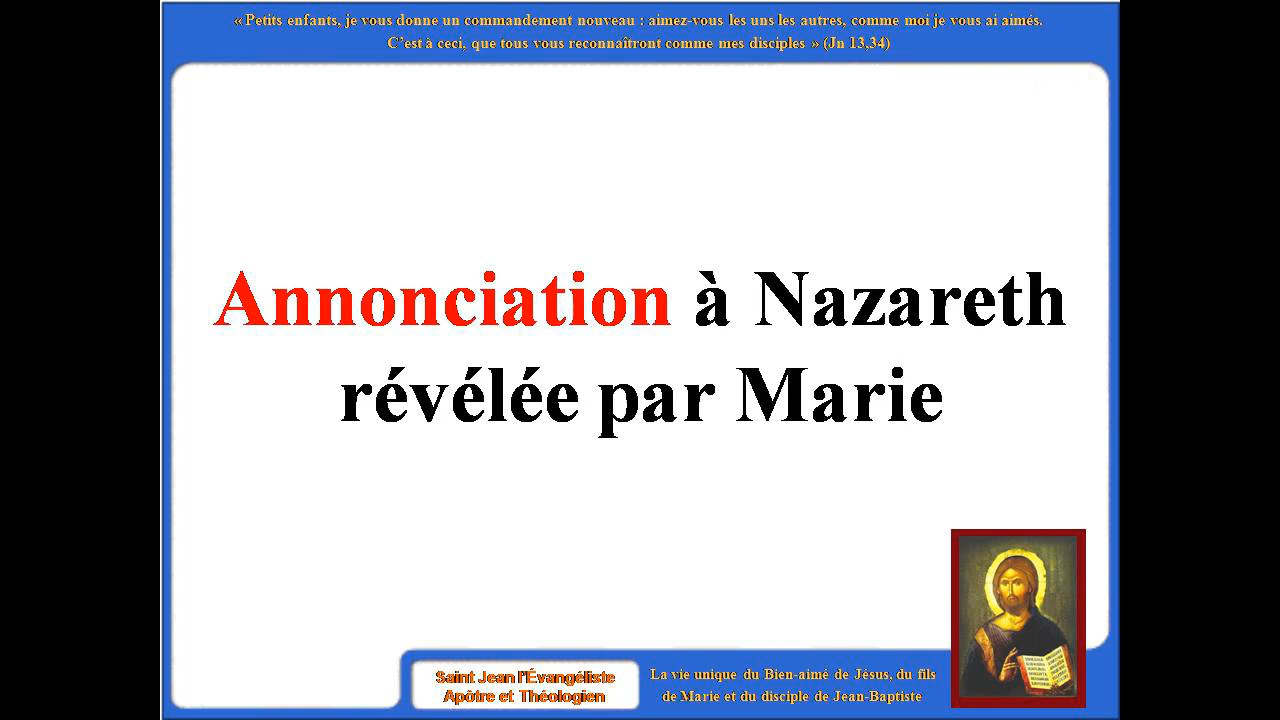 « Petits enfants, je vous donne un commandement nouveau : aimez-vous les uns les autres, comme moi je vous ai aimés.
C’est à ceci, que tous vous reconnaîtront comme mes disciples » (Jn 13,34)
Annonciation à Nazareth
révélée par Marie
Saint Jean l'Évangéliste
Apôtre et Théologien
La vie unique du Bien-aimé de Jésus, du fils
de Marie et du disciple de Jean-Baptiste